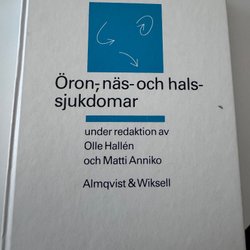 Öron-, näs- och hals-
sjukdomar
under redaktion av
Olle Hallén
och Matti Anniko
Almqvist & Wiksell